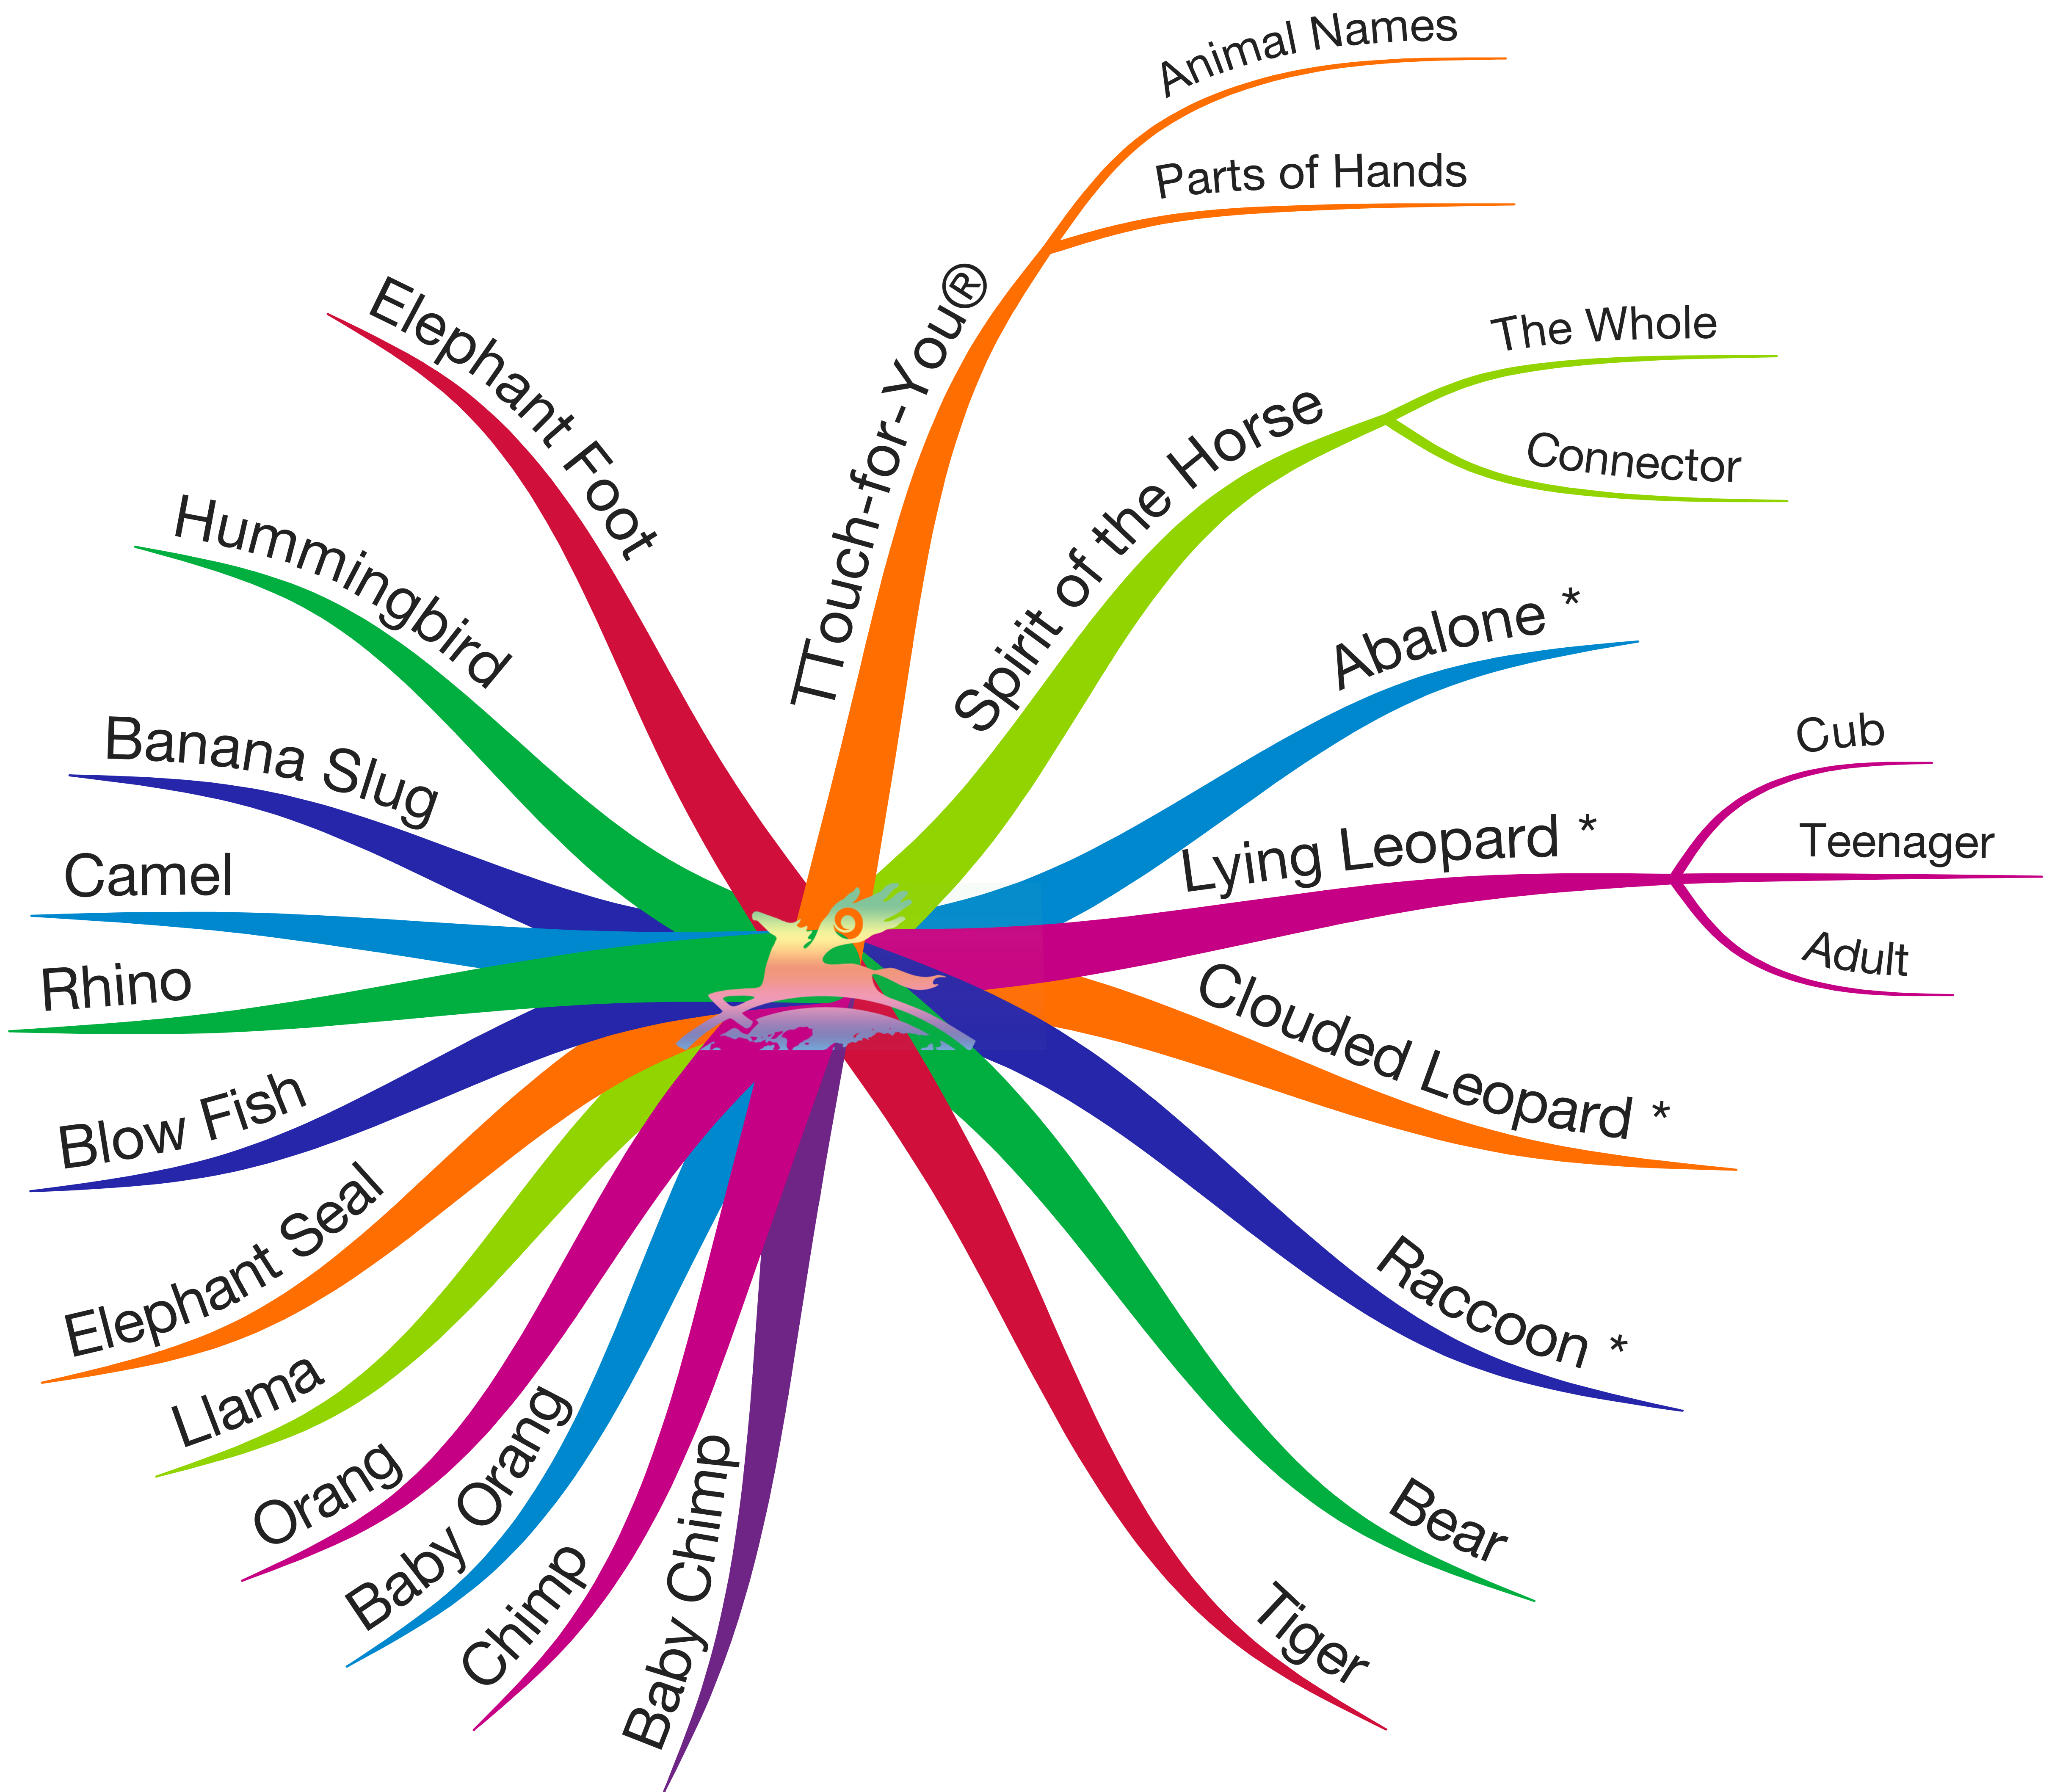 TTouch-for-You®
Animal Names
Parts of Hands
Spirit of the Horse
The Whole
Connector
Abalone *
Lying Leopard *
Cub
Teenager
Adult
Clouded Leopard *
Raccoon *
Bear
Tiger
Baby Chimp
Chimp
Baby Orang
Orang
Llama
Elephant Seal
Blow Fish
Rhino
Camel
Banana Slug
Hummingbird
Elephant Foot